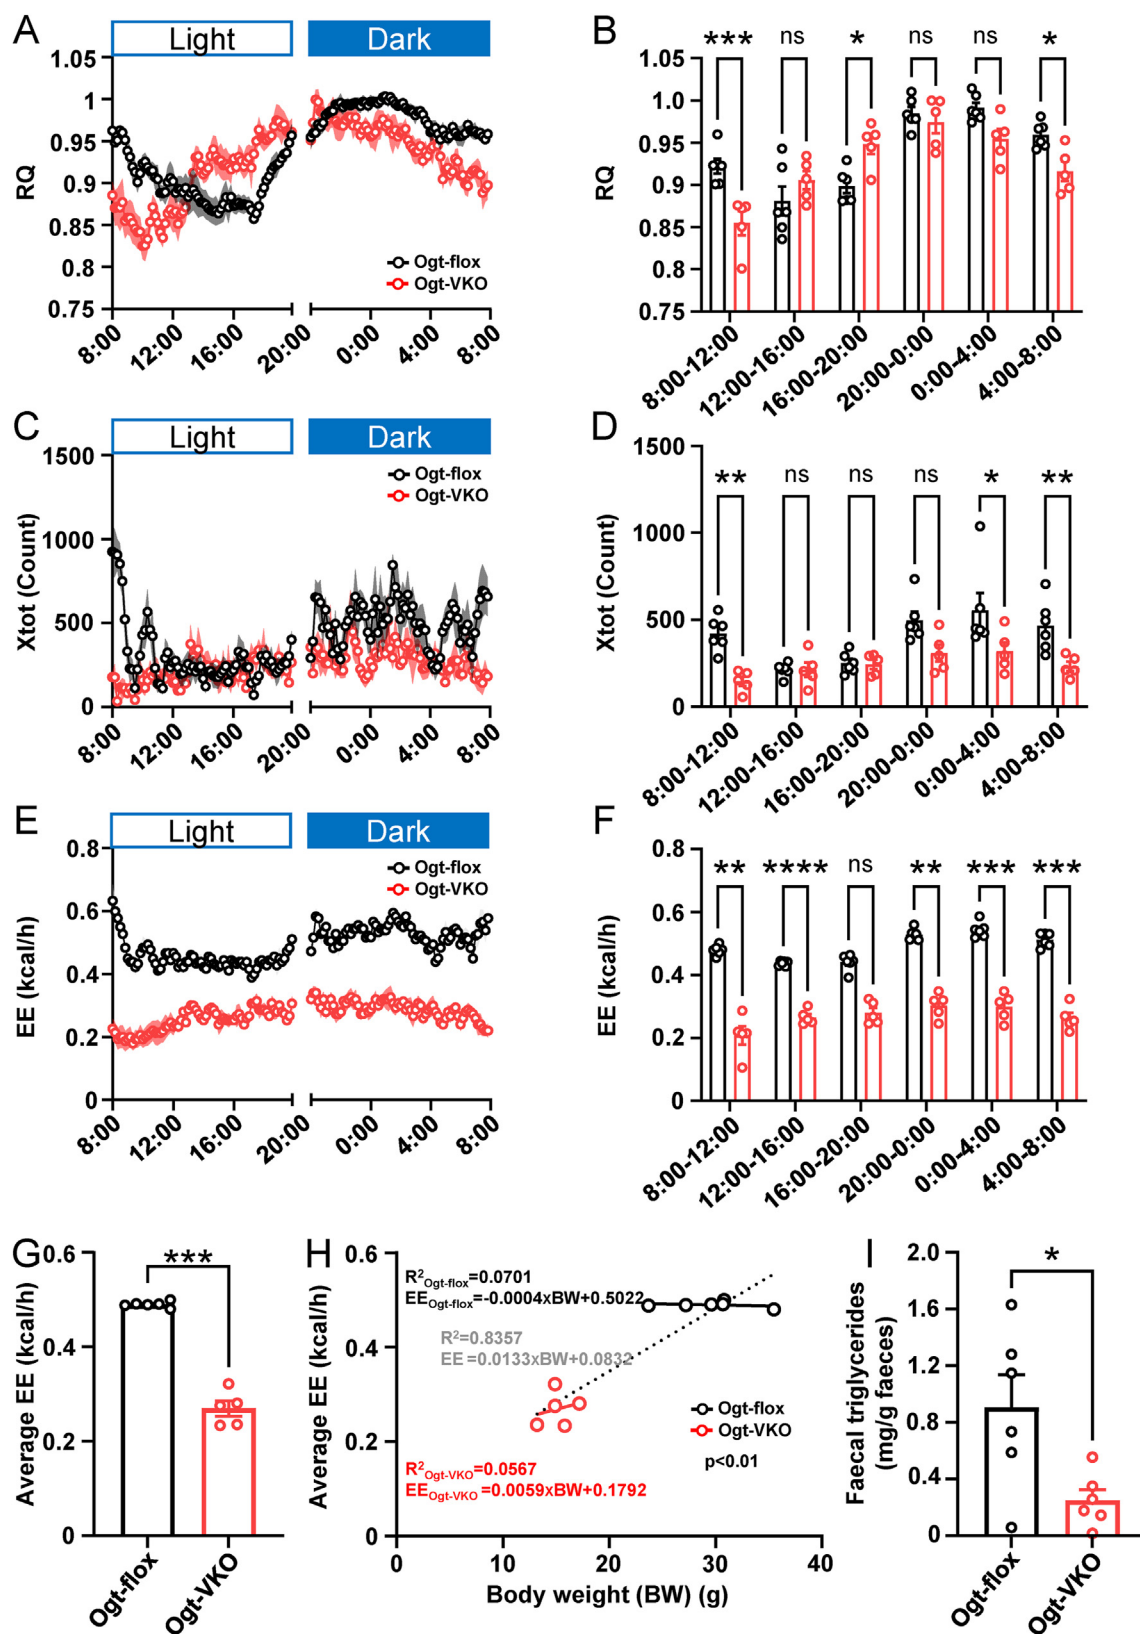 A
Light
Dark
RQ
1.05
1
0.95
0.9
0.85
0.8
0.75
Ogt-flox
Ogt-VKO
8:00
12:00
16:00
20:00
0:00
4:00
8:00
B
*** ns * ns ns *
RQ
1.05
1.00
0.95
0.9
0.85
0.8
0.75
8:00-12:00
12:00-16:00
16:00-20:00
20:00-0:00
0:00-4:00
4:00-8:00
C
Light
Dark
Xtot (Count)
1500
1000
500
0
Ogt-flox
Ogt-VKO
8:00
12:00
16:00
20:00
0:00
4:00
8:00
D
** ns ns ns * **
Xtot (Count)
1500
1000
500
0
8:00-12:00
12:00-16:00
16:00-20:00
20:00-0:00
0:00-4:00
4:00-8:00
E
Light
Dark
EE (kcal/h)
0.8
0.6
0.4
0.2
0
Ogt-flox
Ogt-VKO
8:00
12:00
16:00
20:00
0:00
4:00
8:00
F
** **** ns ** *** ***
EE (kcal/h)
0.8
0.6
0.4
0.2
0
8:00-12:00
12:00-16:00
16:00-20:00
20:00-0:00
0:00-4:00
4:00-8:00
G
***
Average EE (kcal/h)
0.6
0.4
0.2
0
Ogt-flox
Ogt-VKO
H
Average EE (kcal/h)
0.6
0.4
0.2
0
R²Ogt-flox=0.0701
EEOgt-flox=-0.0004xBW+0.5022
R²=0.8357
EE=0.0133xBW+0.0832
Ogt-flox
Ogt-VKO
p<0.01
R²Ogt-VKO=0.0567
EEOgt-VKO=0.0059xBW+0.1792
0
10
20
30
40
Body weight (BW) (g)
I
*
Faecal triglycerides
(mg/g faeces)
2.0
1.6
1.2
0.8
0.4
0
Ogt-flox
Ogt-VKO